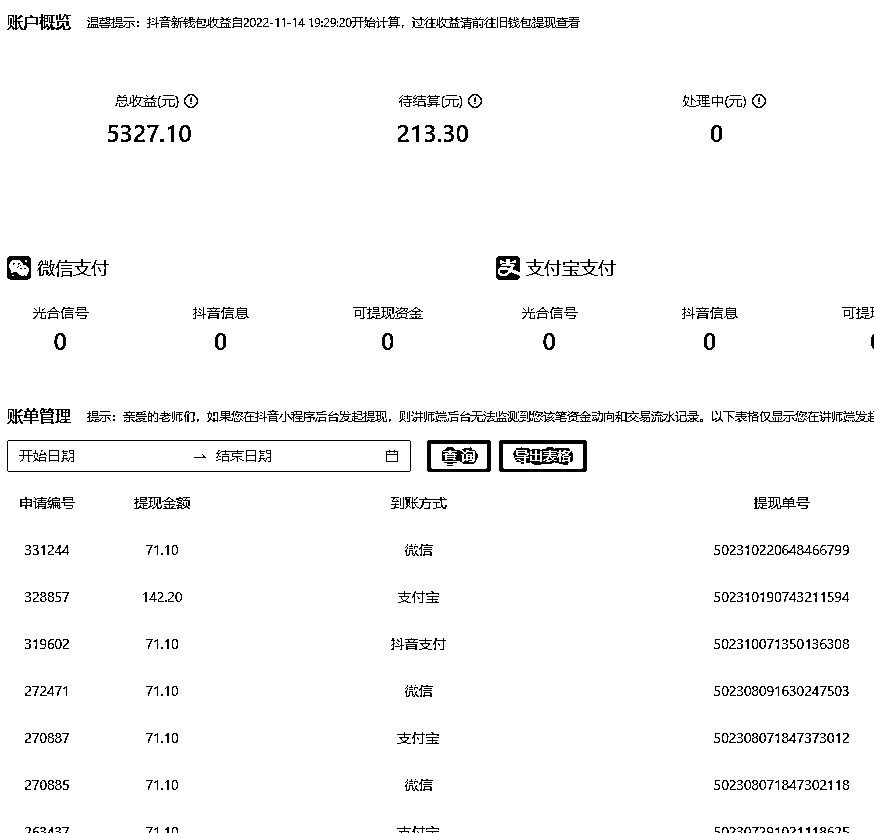 账户概览 温馨提示：抖音新钱包收益自2022-11-14 19:29:20开始计算，过往收益请前往旧钱包提现查看
总收益(元) 待结算(元) 处理中(元)
5327.10 213.30 0
微信支付 支付宝支付
光合信号 抖音信息 可提现资金 光合信号 抖音信息 可提现
0 0 0 0 0
账单管理 提示：亲爱的老师们，如果您在抖音小程序后台发起提现，则讲师端后台无法监测到您该笔资金动向和交易流水记录。以下表格仅显示您在讲师端发起
开始日期 → 结束日期 查询 导出表格
申请编号 提现金额 到账方式 提现单号
331244 71.10 微信 502310220648466799
328857 142.20 支付宝 502310190743211594
319602 71.10 抖音支付 502310071350136308
272471 71.10 微信 502308091630247503
270887 71.10 支付宝 502308071847373012
270885 71.10 微信 502308071847302118
263437 71.10 支付宝 502307291021118625